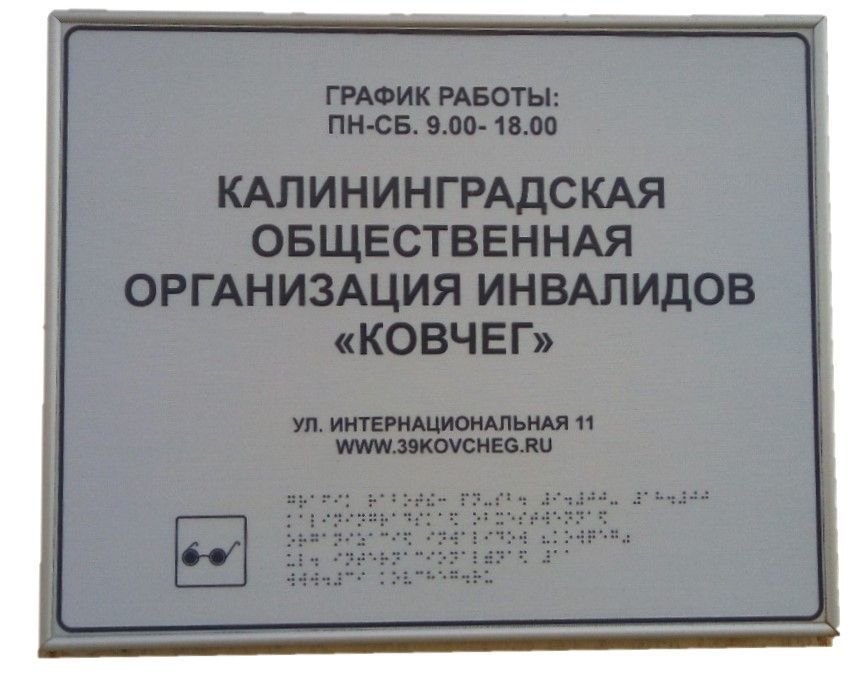 ГРАФИК РАБОТЫ:
ПН-СБ. 9.00- 18.00
КАЛИНИНГРАДСКАЯ
ОБЩЕСТВЕННАЯ
ОРГАНИЗАЦИЯ ИНВАЛИДОВ
«КОВЧЕГ»
УЛ. ИНТЕРНАЦИОНАЛЬНАЯ 11
WWW.39KOVCHEG.RU